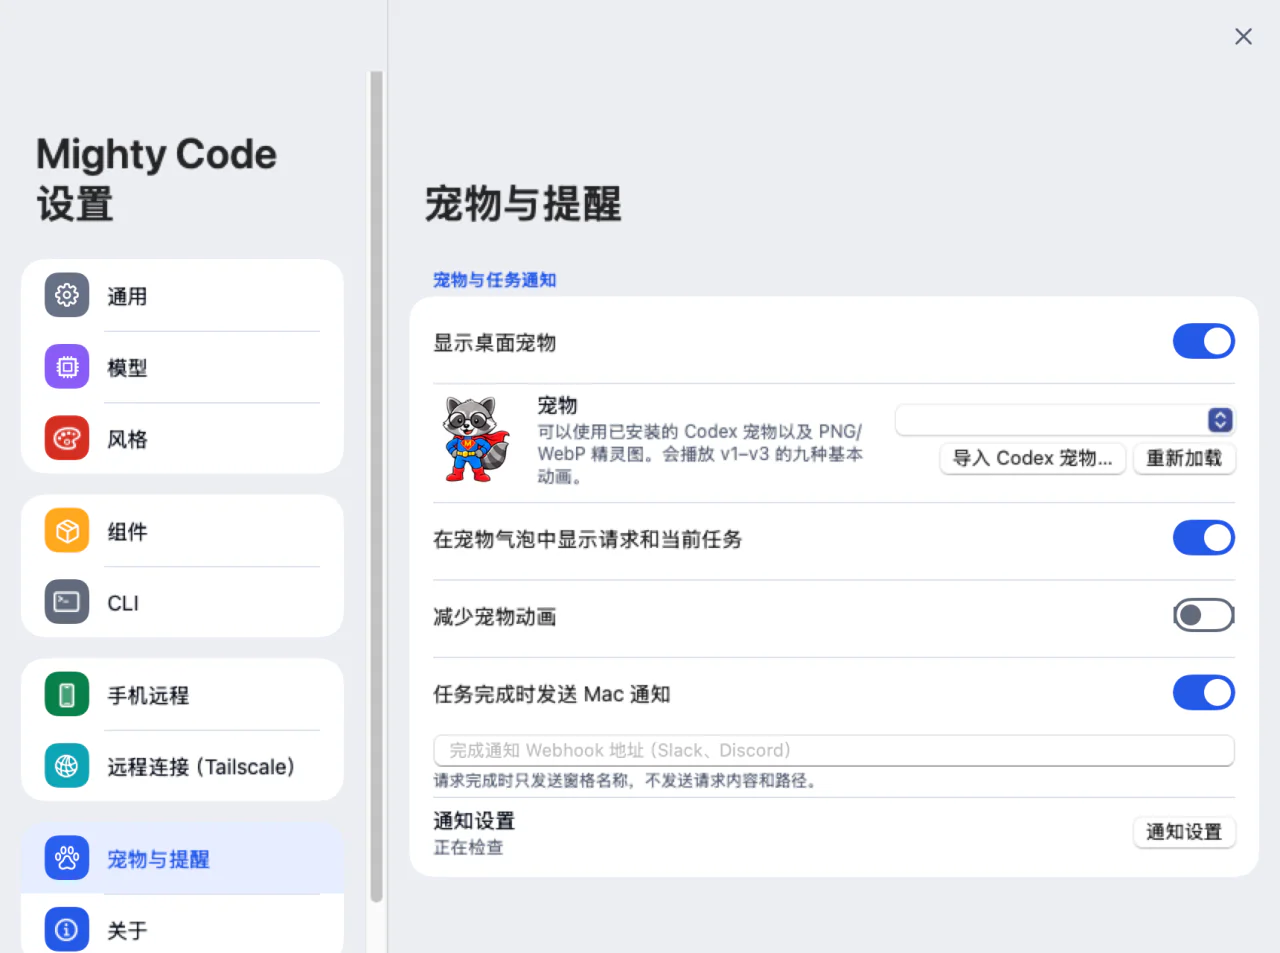 Mighty Code
设置
通用
模型
风格
组件
CLI
手机远程
远程连接 (Tailscale)
宠物与提醒
关于
宠物与提醒
宠物与任务通知
显示桌面宠物
宠物
可以使用已安装的 Codex 宠物以及 PNG/
WebP 精灵图。会播放 v1–v3 的九种基本
动画。
导入 Codex 宠物...
重新加载
在宠物气泡中显示请求和当前任务
减少宠物动画
任务完成时发送 Mac 通知
完成通知 Webhook 地址 (Slack、Discord)
请求完成时只发送窗格名称，不发送请求内容和路径。
通知设置
正在检查
通知设置